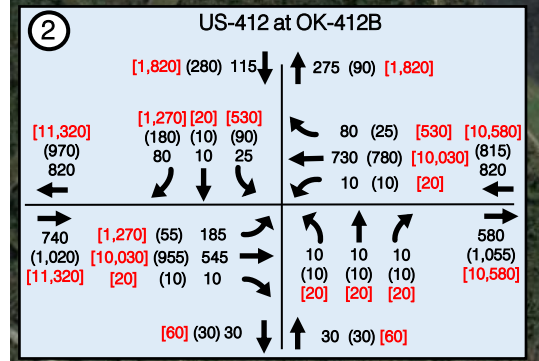 2
US-412 at OK-412B
[1,820] (280) 115
275 (90) [1,820]
[1,270] [20] [530]
(180) (10) (90)
80 10 25
[11,320]
(970)
820
80 (25) [530]
730 (780) [10,030]
10 (10) [20]
[10,580]
(815)
820
740
(1,020)
[11,320]
[1,270] (55) 185
[10,030] (955) 545
[20] (10) 10
10 10 10
(10) (10) (10)
[20] [20] [20]
580
(1,055)
[10,580]
[60] (30) 30
30 (30) [60]